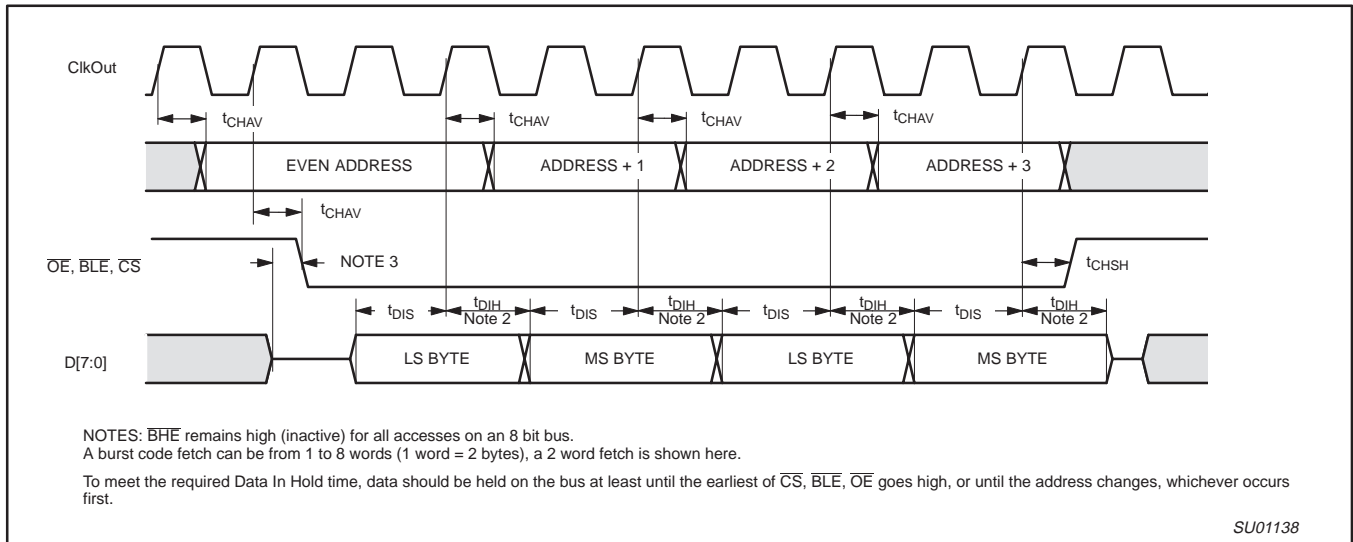 ClkOut
tCHAV tCHAV tCHAV tCHAV
EVEN ADDRESS ADDRESS + 1 ADDRESS + 2 ADDRESS + 3
tCHAV
OE, BLE, CS NOTE 3 tCHSH
tDIS tDIH tDIS tDIH tDIS tDIH tDIS tDIH
Note 2 Note 2 Note 2 Note 2
D[7:0] LS BYTE MS BYTE LS BYTE MS BYTE
NOTES: BHE remains high (inactive) for all accesses on an 8 bit bus.
A burst code fetch can be from 1 to 8 words (1 word = 2 bytes), a 2 word fetch is shown here.
To meet the required Data In Hold time, data should be held on the bus at least until the earliest of CS, BLE, OE goes high, or until the address changes, whichever occurs
first.
SU01138